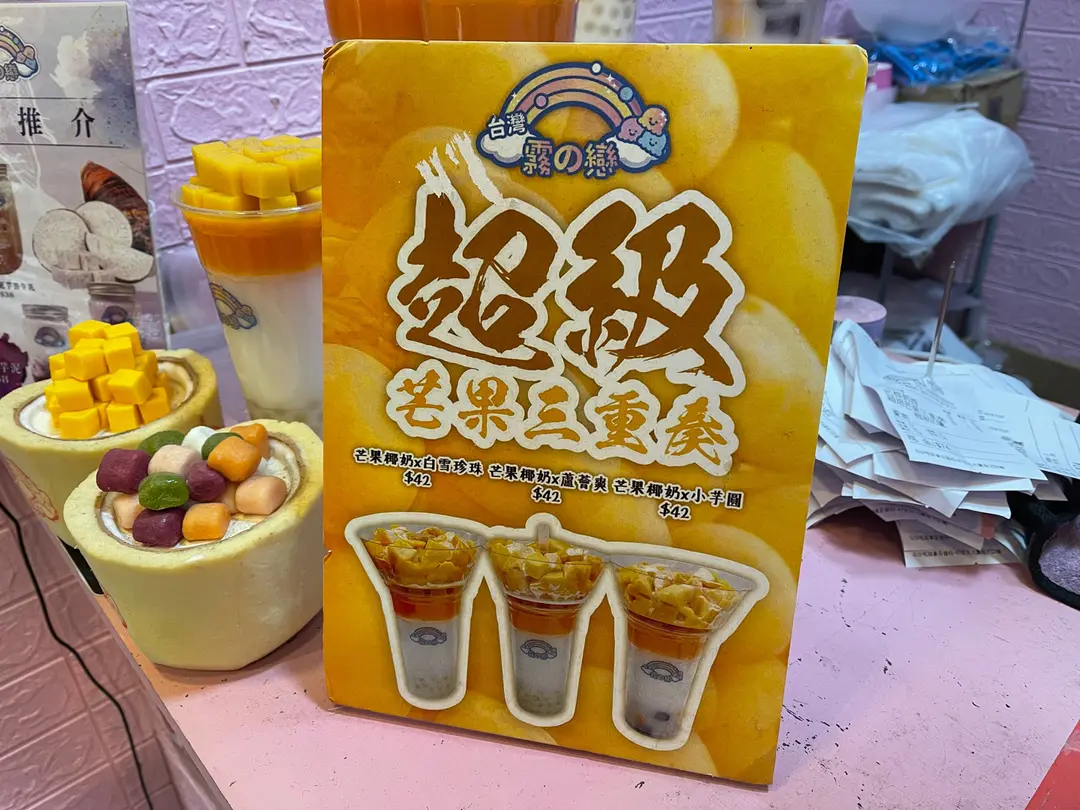 推介
台灣
霧の戀
超級
芒果三重奏
芒果椰奶x白雪珍珠 芒果椰奶x蘆薈爽 芒果椰奶x小芋圓
$42 $42 $42